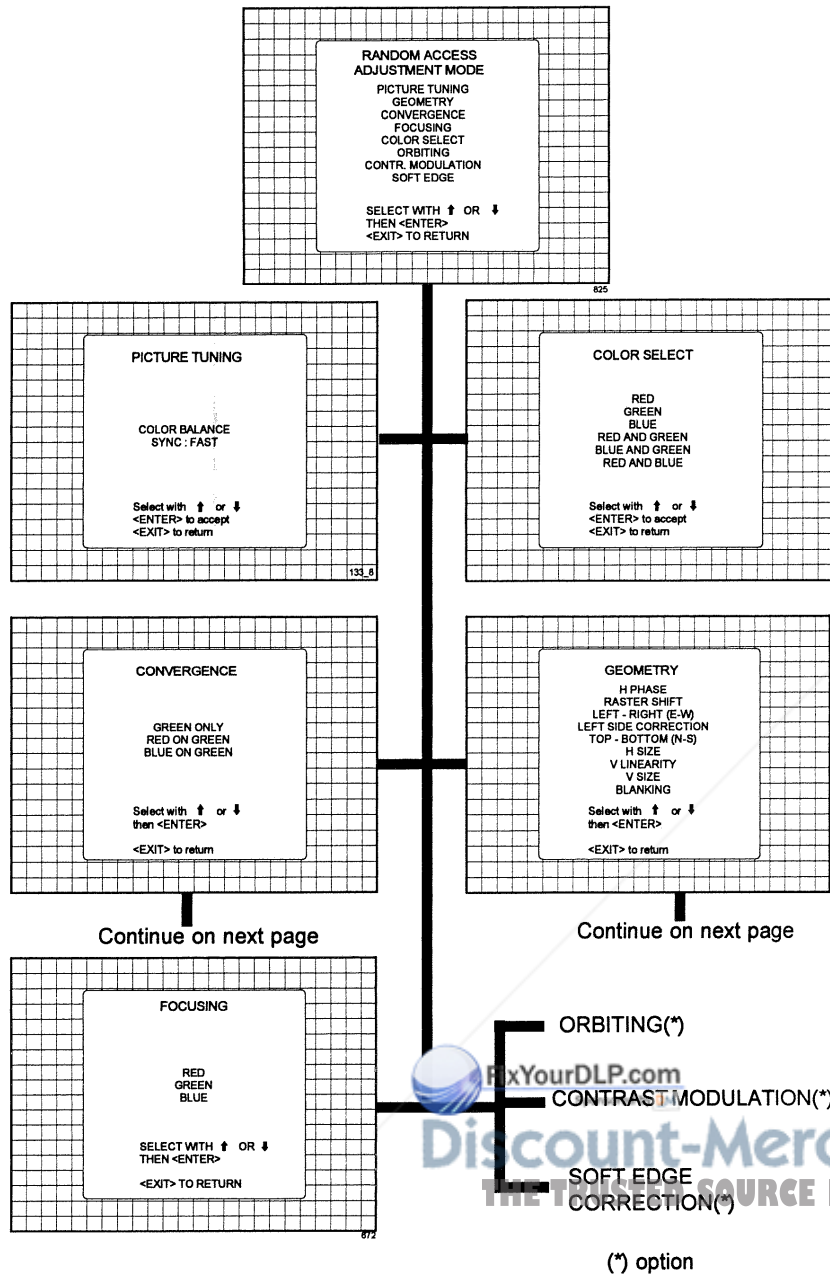 RANDOM ACCESS
ADJUSTMENT MODE
PICTURE TUNING
GEOMETRY
CONVERGENCE
FOCUSING
COLOR SELECT
ORBITING
CONTR. MODULATION
SOFT EDGE
SELECT WITH ⬆ OR ⬇
THEN <ENTER>
<EXIT> TO RETURN
825
PICTURE TUNING
COLOR BALANCE
SYNC : FAST
Select with ⬆ or ⬇
<ENTER> to accept
<EXIT> to return
133_8
COLOR SELECT
RED
GREEN
BLUE
RED AND GREEN
BLUE AND GREEN
RED AND BLUE
Select with ⬆ or ⬇
<ENTER> to accept
<EXIT> to return
CONVERGENCE
GREEN ONLY
RED ON GREEN
BLUE ON GREEN
Select with ⬆ or ⬇
then <ENTER>
<EXIT> to return
Continue on next page
GEOMETRY
H PHASE
RASTER SHIFT
LEFT - RIGHT (E-W)
LEFT SIDE CORRECTION
TOP - BOTTOM (N-S)
H SIZE
V LINEARITY
V SIZE
BLANKING
Select with ⬆ or ⬇
then <ENTER>
<EXIT> to return
Continue on next page
FOCUSING
RED
GREEN
BLUE
SELECT WITH ⬆ OR ⬇
THEN <ENTER>
<EXIT> TO RETURN
672
ORBITING(*)
FixYourDLP.com
CONTRAST MODULATION(*)
Discount-Merc
THE TRUSTED SOURCE
SOFT EDGE
CORRECTION(*)
(*) option